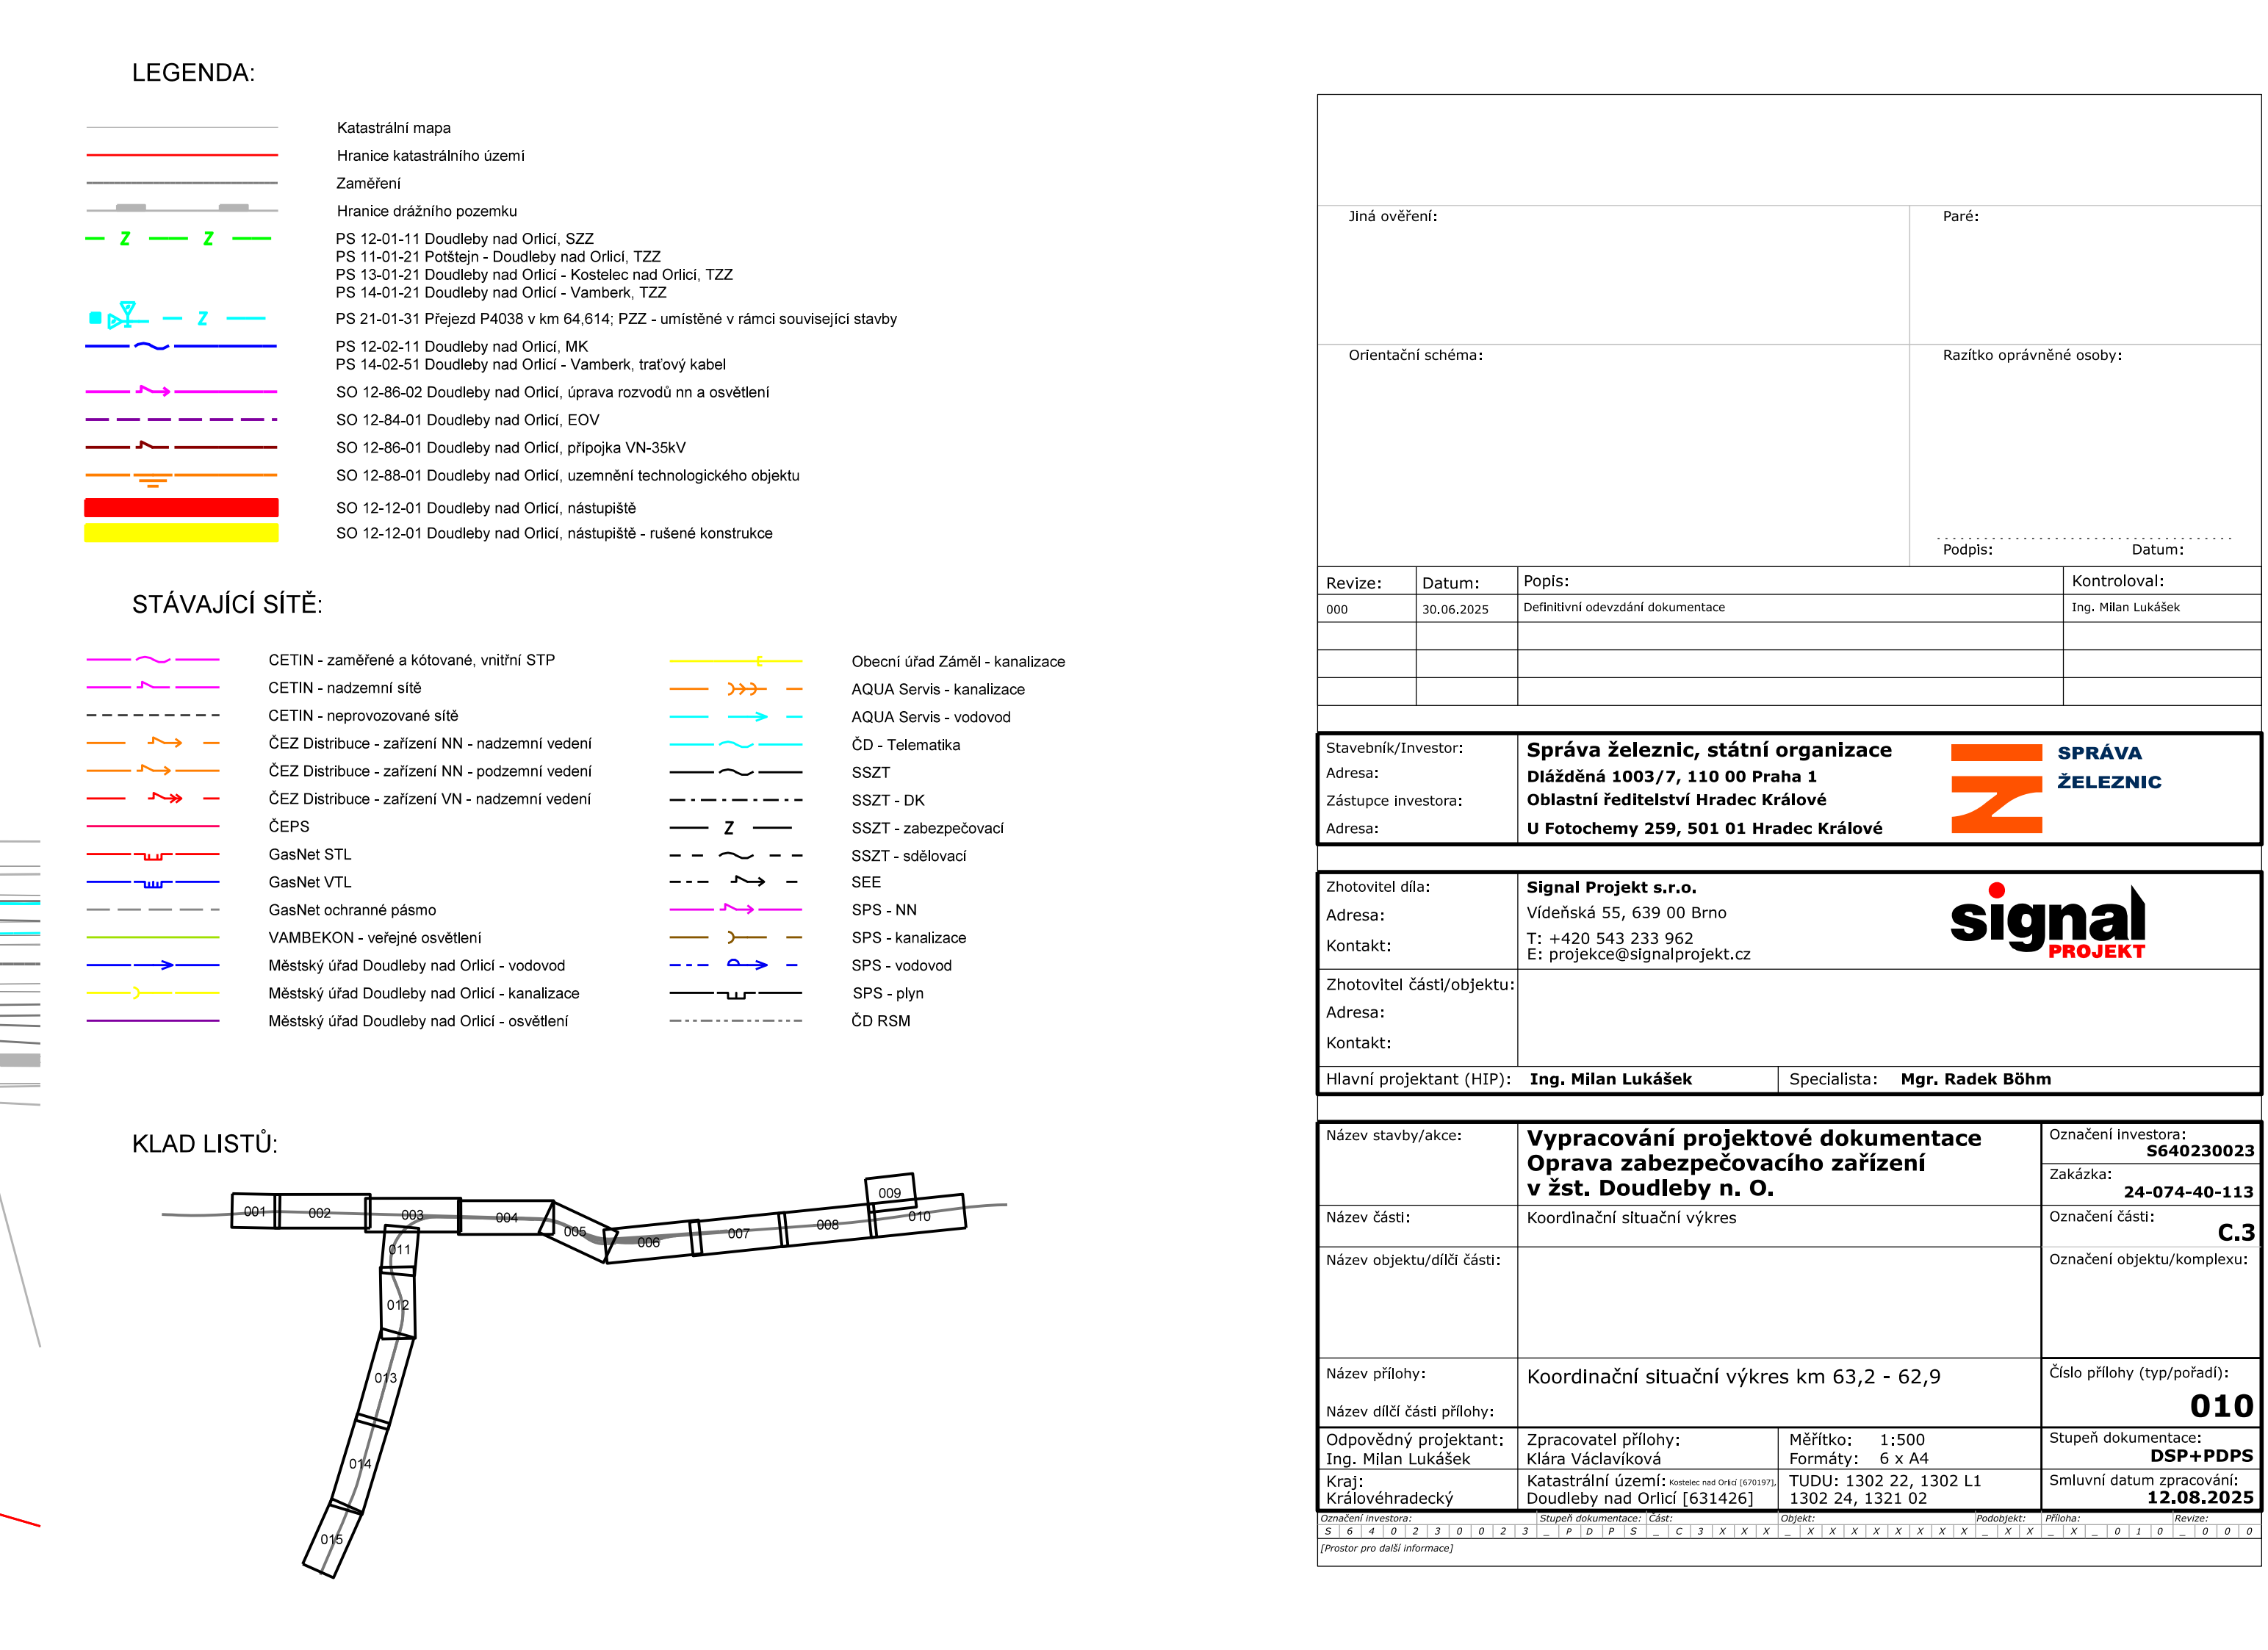 LEGENDA:
Katastrální mapa
Hranice katastrálního území
Zaměření
Hranice drážního pozemku
Z Z
PS 12-01-11 Doudleby nad Orlicí, SZZ
PS 11-01-21 Potštejn - Doudleby nad Orlicí, TZZ
PS 13-01-21 Doudleby nad Orlicí - Kostelec nad Orlicí, TZZ
PS 14-01-21 Doudleby nad Orlicí - Vamberk, TZZ
Z
PS 21-01-31 Přejezd P4038 v km 64,614; PZZ - umístěné v rámci související stavby
PS 12-02-11 Doudleby nad Orlicí, MK
PS 14-02-51 Doudleby nad Orlicí - Vamberk, traťový kabel
SO 12-86-02 Doudleby nad Orlicí, úprava rozvodů nn a osvětlení
SO 12-84-01 Doudleby nad Orlicí, EOV
SO 12-86-01 Doudleby nad Orlicí, přípojka VN-35kV
SO 12-88-01 Doudleby nad Orlicí, uzemnění technologického objektu
SO 12-12-01 Doudleby nad Orlicí, nástupiště
SO 12-12-01 Doudleby nad Orlicí, nástupiště - rušené konstrukce
STÁVAJÍCÍ SÍTĚ:
CETIN - zaměřené a kótované, vnitřní STP
CETIN - nadzemní sítě
CETIN - neprovozované sítě
ČEZ Distribuce - zařízení NN - nadzemní vedení
ČEZ Distribuce - zařízení NN - podzemní vedení
ČEZ Distribuce - zařízení VN - nadzemní vedení
ČEPS
GasNet STL
GasNet VTL
GasNet ochranné pásmo
VAMBEKON - veřejné osvětlení
Městský úřad Doudleby nad Orlicí - vodovod
Městský úřad Doudleby nad Orlicí - kanalizace
Městský úřad Doudleby nad Orlicí - osvětlení
Obecní úřad Záměl - kanalizace
AQUA Servis - kanalizace
AQUA Servis - vodovod
ČD - Telematika
SSZT
SSZT - DK
Z
SSZT - zabezpečovací
SSZT - sdělovací
SEE
SPS - NN
SPS - kanalizace
SPS - vodovod
SPS - plyn
ČD RSM
KLAD LISTŮ:
001
002
003
004
005
006
007
008
009
010
011
012
013
014
015
Jiná ověření:
Paré:
Orientační schéma:
Razítko oprávněné osoby:
Podpis: Datum:
Revize: Datum: Popis: Kontroloval:
000 30.06.2025 Definitivní odevzdání dokumentace Ing. Milan Lukášek
Stavebník/Investor: Správa železnic, státní organizace
Adresa: Dlážděná 1003/7, 110 00 Praha 1
Zástupce investora: Oblastní ředitelství Hradec Králové
Adresa: U Fotochemy 259, 501 01 Hradec Králové
SPRÁVA
ŽELEZNIC
Zhotovitel díla: Signal Projekt s.r.o.
Adresa: Vídeňská 55, 639 00 Brno
Kontakt: T: +420 543 233 962
E: projekce@signalprojekt.cz
signal
PROJEKT
Zhotovitel části/objektu:
Adresa:
Kontakt:
Hlavní projektant (HIP): Ing. Milan Lukášek Specialista: Mgr. Radek Böhm
Název stavby/akce: Vypracování projektové dokumentace
Oprava zabezpečovacího zařízení
v žst. Doudleby n. O.
Označení investora:
S640230023
Zakázka:
24-074-40-113
Název části: Koordinační situační výkres
Označení části:
C.3
Název objektu/dílči části:
Označení objektu/komplexu:
Název přílohy: Koordinační situační výkres km 63,2 - 62,9
Název dílčí části přílohy:
Číslo přílohy (typ/pořadí):
010
Odpovědný projektant: Zpracovatel přílohy: Měřítko: 1:500
Ing. Milan Lukášek Klára Václavíková Formáty: 6 x A4
Stupeň dokumentace:
DSP+PDPS
Kraj: Katastrální území: Kostelec nad Orlicí [670197], TUDU: 1302 22, 1302 L1
Královéhradecký Doudleby nad Orlicí [631426] 1302 24, 1321 02
Smluvní datum zpracování:
12.08.2025
Označení investora: Stupeň dokumentace: Část: Objekt: Podobjekt: Příloha: Revize:
S 6 4 0 2 3 0 0 2 3 _ P D P S _ C 3 X X X _ X X X X X X X X _ X X _ X _ 0 1 0 _ 0 0 0
[Prostor pro další informace]